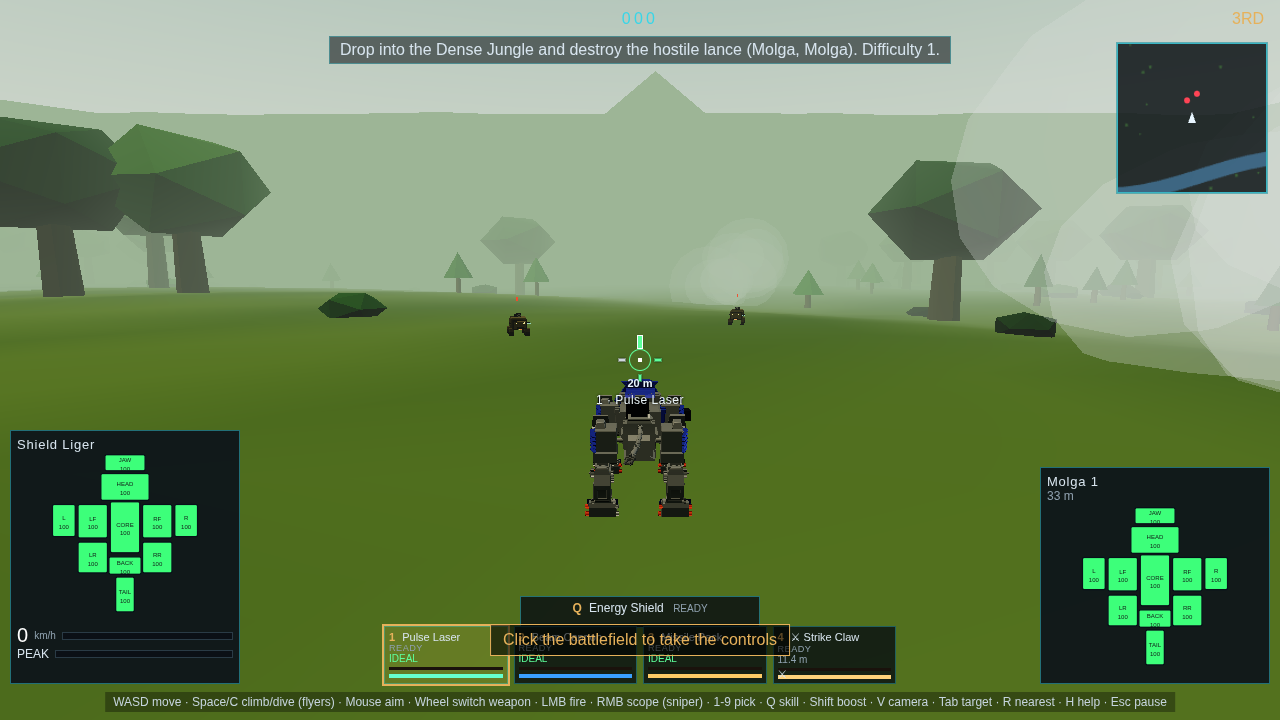 000
3RD
Drop into the Dense Jungle and destroy the hostile lance (Molga, Molga). Difficulty 1.
20 m
1 · Pulse Laser
Shield Liger
JAW
100
HEAD
100
L
100
LF
100
CORE
100
RF
100
R
100
LR
100
BACK
100
RR
100
TAIL
100
0 km/h
PEAK
Molga 1
33 m
JAW
100
HEAD
100
L
100
LF
100
CORE
100
RF
100
R
100
LR
100
BACK
100
RR
100
TAIL
100
Q Energy Shield READY
1 Pulse Laser
READY
IDEAL
IDEAL
IDEAL
4 ⚔ Strike Claw
READY
11.4 m
⚔
Click the battlefield to take the controls
WASD move · Space/C climb/dive (flyers) · Mouse aim · Wheel switch weapon · LMB fire · RMB scope (sniper) · 1-9 pick · Q skill · Shift boost · V camera · Tab target · R nearest · H help · Esc pause